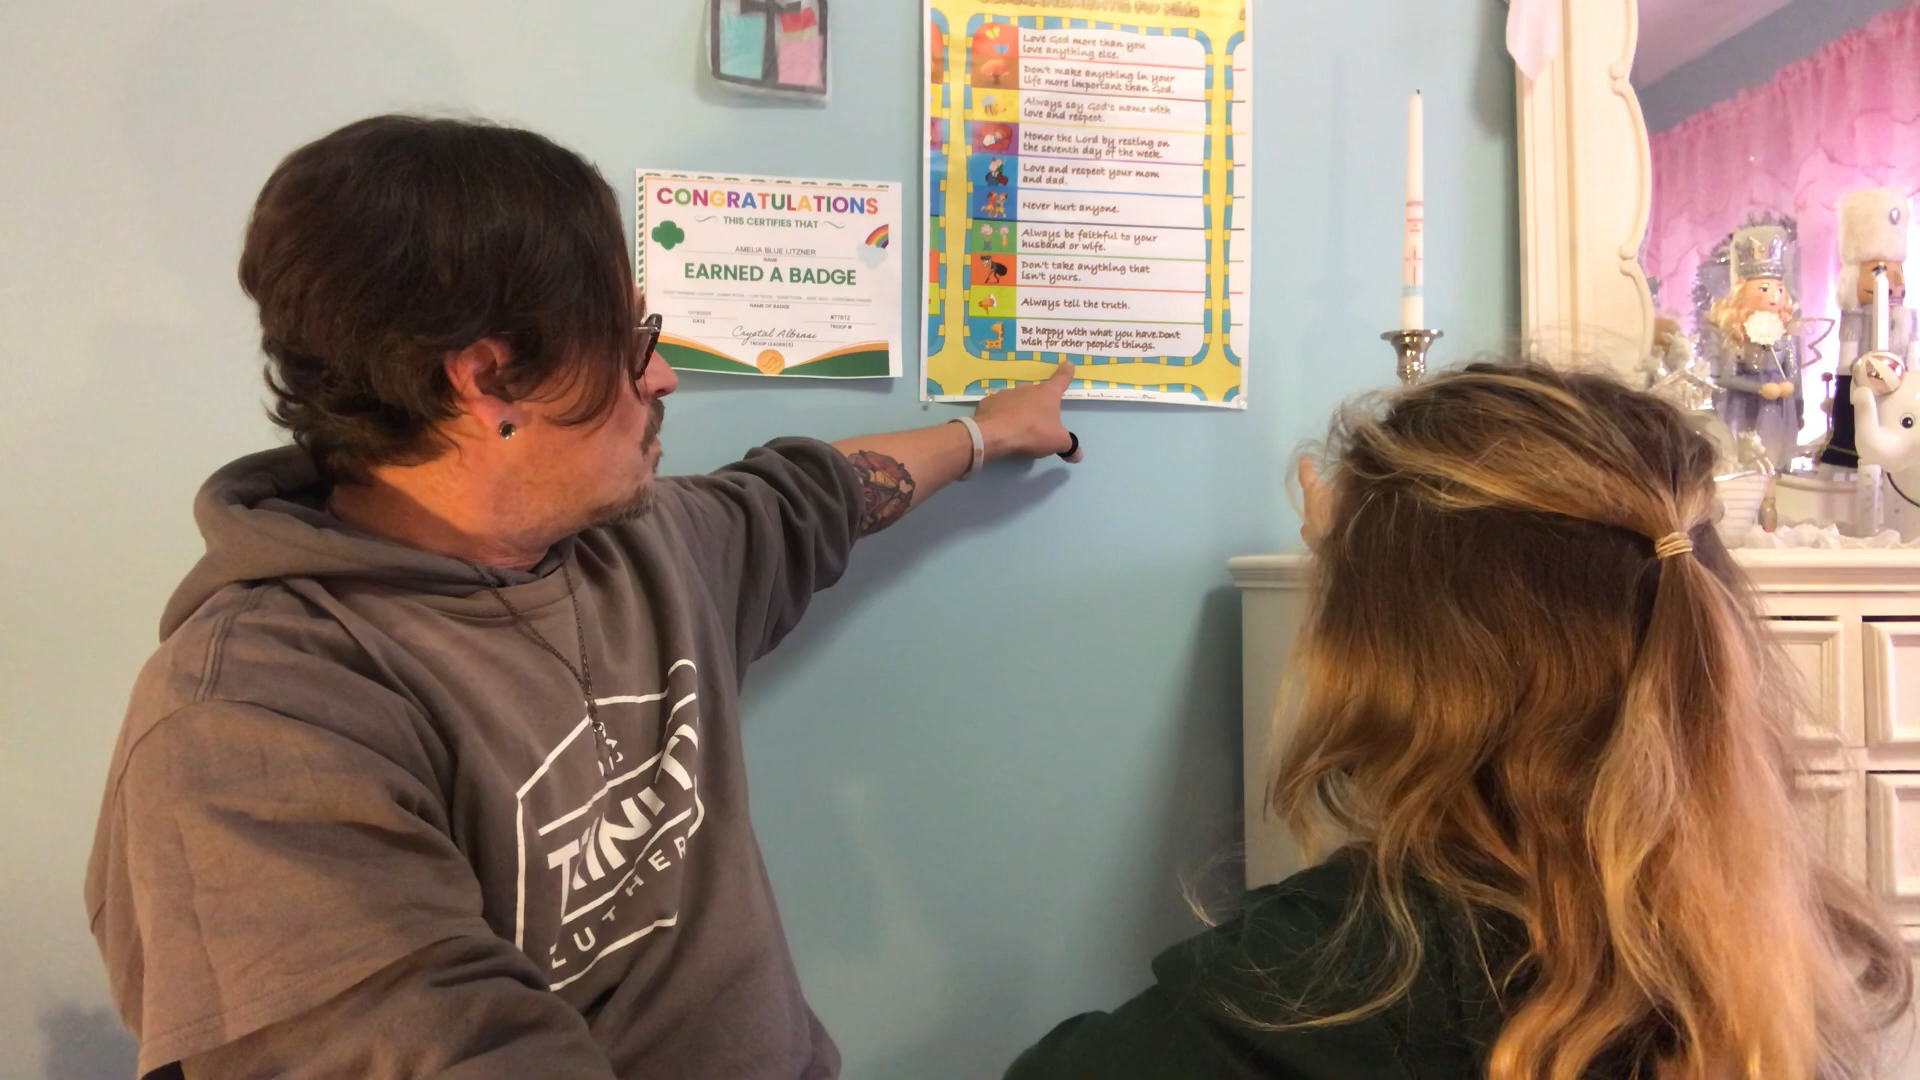 Love God more than you
love anything else.
Don't make anything in your
life more important than God.
Always say God's name with
love and respect.
Honor the Lord by resting on
the seventh day of the week.
Love and respect your mom
and dad.
Never hurt anyone.
Always be faithful to your
husband or wife.
Don't take anything that
isn't yours.
Always tell the truth.
Be happy with what you have.Dont
wish for other people's things.
CONGRATULATIONS
THIS CERTIFIES THAT
AMELIA BLUE LITZNER
NAME
EARNED A BADGE
NAME OF BADGE
DATE
#77612
TROOP #
Crystal Albansi
TROOP LEADER(S)
TRINITY
LUTHER